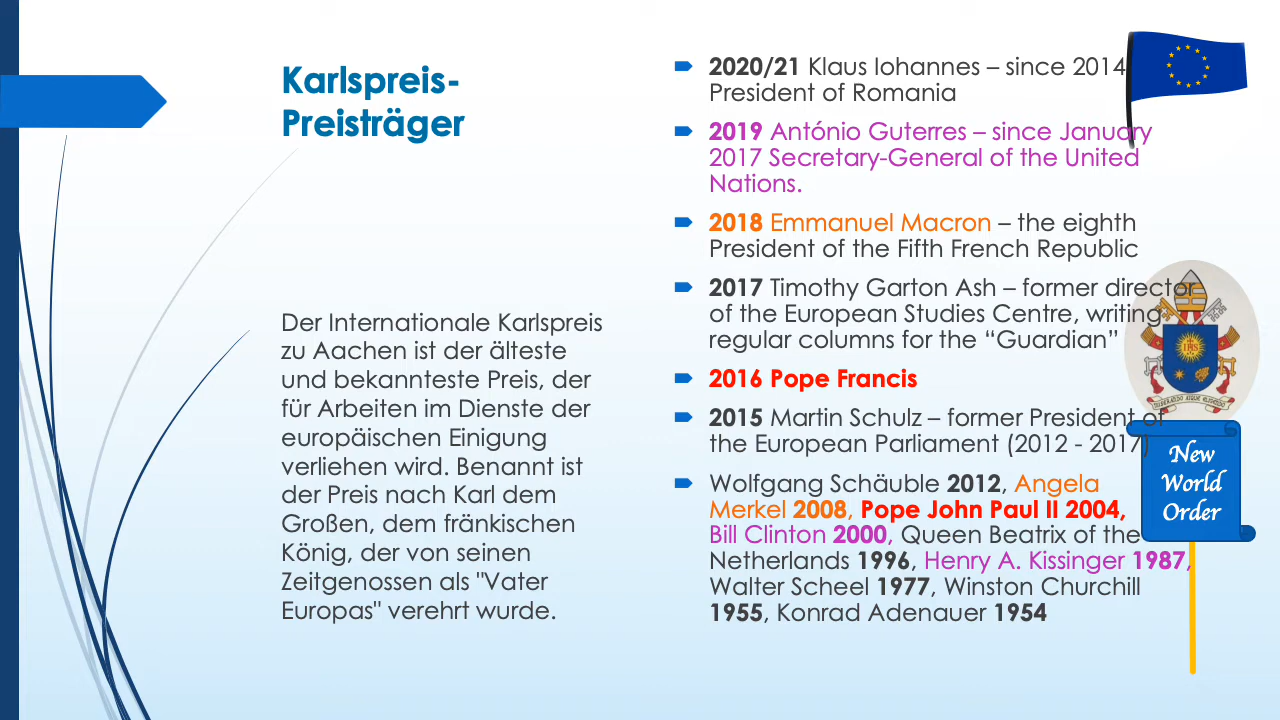 Karlspreis-
Preisträger
Der Internationale Karlspreis
zu Aachen ist der älteste
und bekannteste Preis, der
für Arbeiten im Dienste der
europäischen Einigung
verliehen wird. Benannt ist
der Preis nach Karl dem
Großen, dem fränkischen
König, der von seinen
Zeitgenossen als "Vater
Europas" verehrt wurde.
2020/21 Klaus Iohannes – since 2014
President of Romania
2019 António Guterres – since January
2017 Secretary-General of the United
Nations.
2018 Emmanuel Macron – the eighth
President of the Fifth French Republic
2017 Timothy Garton Ash – former director
of the European Studies Centre, writing
regular columns for the “Guardian”
2016 Pope Francis
2015 Martin Schulz – former President of
the European Parliament (2012 - 2017)
Wolfgang Schäuble 2012, Angela
Merkel 2008, Pope John Paul II 2004,
Bill Clinton 2000, Queen Beatrix of the
Netherlands 1996, Henry A. Kissinger 1987,
Walter Scheel 1977, Winston Churchill
1955, Konrad Adenauer 1954
IHS
MISERANDO ATQUE ELIGENDO
New
World
Order